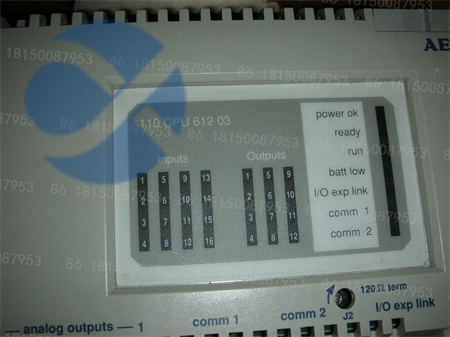 AE
86 18150087953
110 CPU 612 03
Inputs
Outputs
1 5 9 13
2 6 10 14
3 7 11 15
4 8 12 16
1 5 9
2 6 10
3 7 11
4 8 12
power ok
ready
run
batt low
I/O exp link
comm 1
comm 2
120 Ω term
J2
I/O exp link
analog outputs — 1
comm 1
comm 2